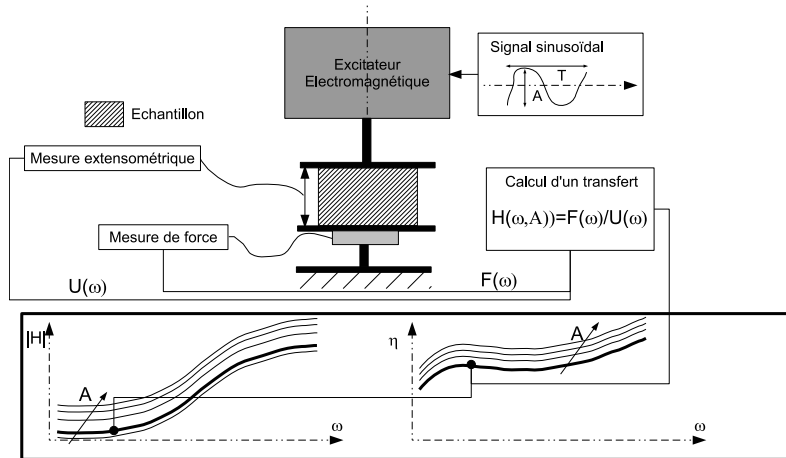 Excitateur
Electromagnétique
Signal sinusoïdal
T
A
Echantillon
Mesure extensométrique
Mesure de force
Calcul d'un transfert
H(ω,A))=F(ω)/U(ω)
U(ω)
F(ω)
|H|
A
ω
η
A
ω